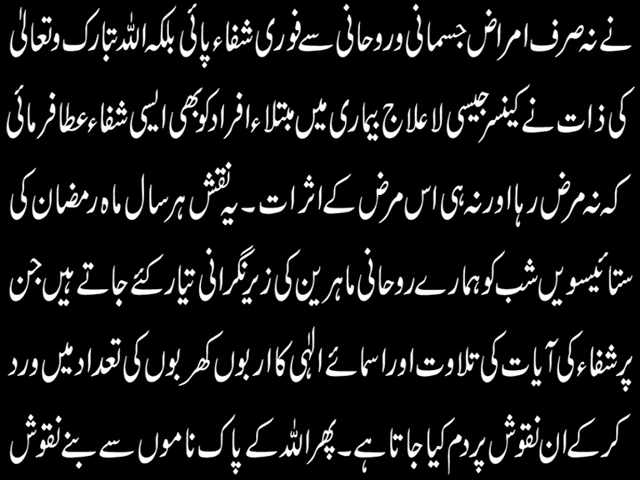 نے نہ صرف امراض جسمانی و روحانی سے فوری شفاء پائی بلکہ اللہ تبارک وتعالیٰ
کی ذات نے کینسر جیسی لا علاج بیماری میں مبتلاء افراد کو بھی ایسی شفاء عطا فرمائی
کہ نہ مرض رہا اور نہ ہی اس مرض کے اثرات۔ یہ نقش ہر سال ماہ رمضان کی
ستائیسویں شب کو ہمارے روحانی ماہرین کی زیر نگرانی تیار کئے جاتے ہیں جن
پر شفاء کی آیات کی تلاوت اور اسمائے الٰہی کا اربوں کھربوں کی تعداد میں ورد
کر کے ان نقوش پر دم کیا جاتا ہے۔ پھر اللہ کے پاک ناموں سے بنے نقوش